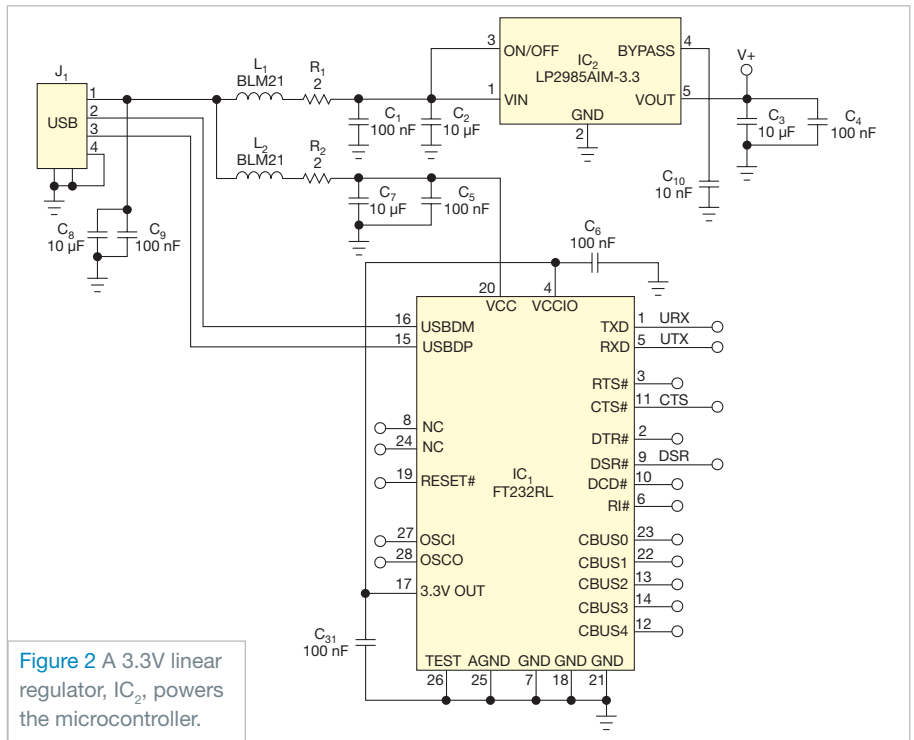 J₁
USB
1
2
3
4
L₁
BLM21
R₁
2
L₂
BLM21
R₂
2
C₁
100 nF
C₂
10 µF
3
ON/OFF
BYPASS
4
IC₂
LP2985AIM-3.3
1
VIN
VOUT
5
GND
2
V+
C₃
10 µF
C₄
100 nF
C₁₀
10 nF
C₇
10 µF
C₅
100 nF
C₈
10 µF
C₉
100 nF
C₆
100 nF
20
VCC
4
VCCIO
16
USBDM
15
USBDP
8
NC
24
NC
19
RESET#
27
OSCI
28
OSCO
17
3.3V OUT
IC₁
FT232RL
TXD
1
URX
RXD
5
UTX
RTS#
3
CTS#
11
CTS
DTR#
2
DSR#
9
DSR
DCD#
10
RI#
6
CBUS0
23
CBUS1
22
CBUS2
13
CBUS3
14
CBUS4
12
C₃₁
100 nF
TEST
26
AGND
25
GND
7
GND
18
GND
21
Figure 2 A 3.3V linear
regulator, IC₂, powers
the microcontroller.